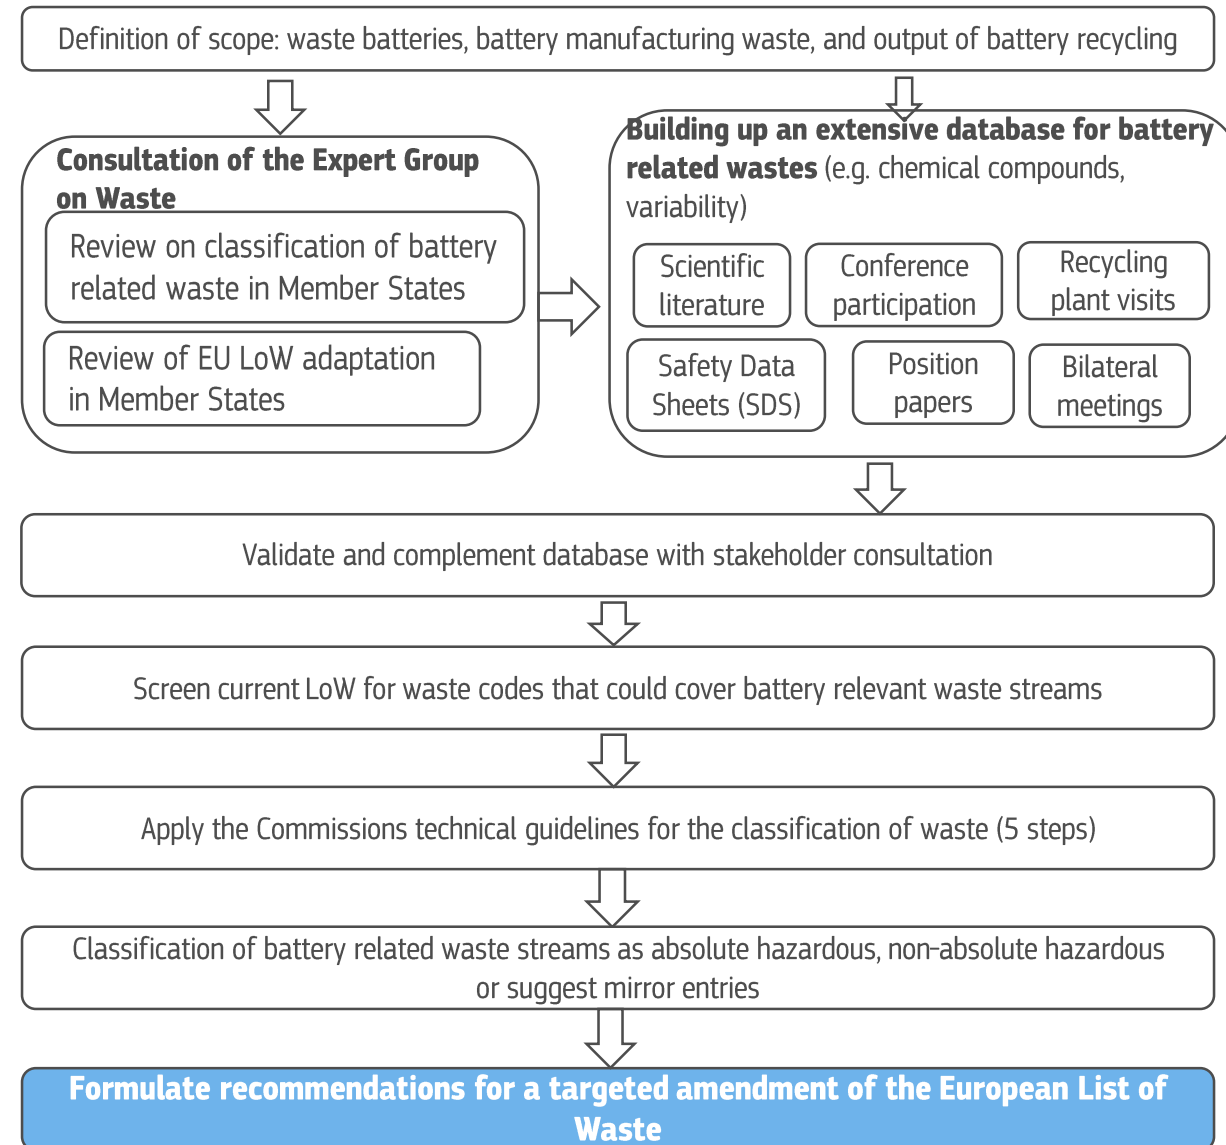 Definition of scope: waste batteries, battery manufacturing waste, and output of battery recycling
Consultation of the Expert Group
on Waste
Review on classification of battery
related waste in Member States
Review of EU LoW adaptation
in Member States
Building up an extensive database for battery
related wastes (e.g. chemical compounds,
variability)
Scientific
literature
Conference
participation
Recycling
plant visits
Safety Data
Sheets (SDS)
Position
papers
Bilateral
meetings
Validate and complement database with stakeholder consultation
Screen current LoW for waste codes that could cover battery relevant waste streams
Apply the Commissions technical guidelines for the classification of waste (5 steps)
Classification of battery related waste streams as absolute hazardous, non-absolute hazardous
or suggest mirror entries
Formulate recommendations for a targeted amendment of the European List of
Waste